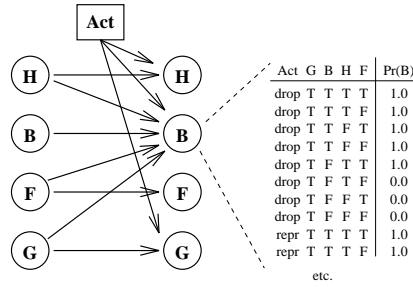 Act
H H
B B
F F
G G
Act G B H F Pr(B)
drop T T T T 1.0
drop T T T F 1.0
drop T T F T 1.0
drop T T F F 1.0
drop T F T T 1.0
drop T F T F 0.0
drop T F F T 0.0
drop T F F F 0.0
repr T T T T 1.0
repr T T T F 1.0
etc.